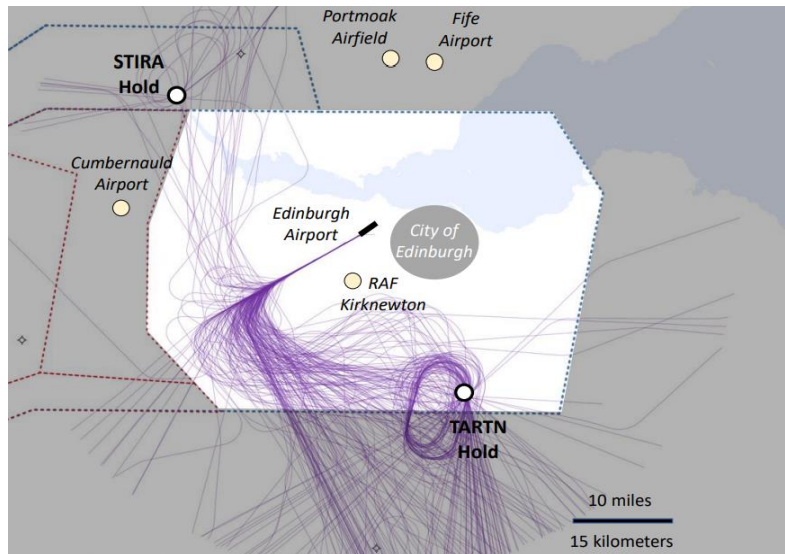 Portmoak
Airfield
Fife
Airport
STIRA
Hold
Cumbernauld
Airport
Edinburgh
Airport
City of
Edinburgh
RAF
Kirknewton
TARTN
Hold
10 miles
15 kilometers